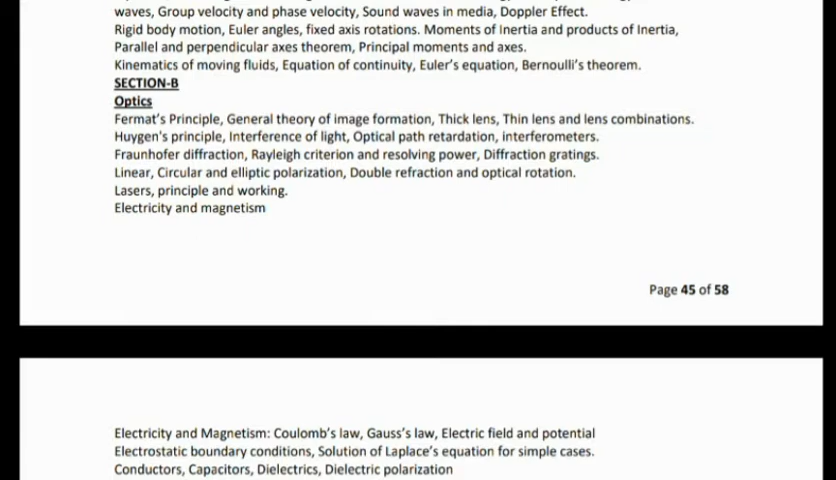 waves, Group velocity and phase velocity, Sound waves in media, Doppler Effect.
Rigid body motion, Euler angles, fixed axis rotations. Moments of Inertia and products of Inertia,
Parallel and perpendicular axes theorem, Principal moments and axes.
Kinematics of moving fluids, Equation of continuity, Euler's equation, Bernoulli's theorem.
SECTION-B
Optics
Fermat's Principle, General theory of image formation, Thick lens, Thin lens and lens combinations.
Huygen's principle, Interference of light, Optical path retardation, interferometers.
Fraunhofer diffraction, Rayleigh criterion and resolving power, Diffraction gratings.
Linear, Circular and elliptic polarization, Double refraction and optical rotation.
Lasers, principle and working.
Electricity and magnetism
Page 45 of 58
Electricity and Magnetism: Coulomb's law, Gauss's law, Electric field and potential
Electrostatic boundary conditions, Solution of Laplace's equation for simple cases.
Conductors, Capacitors, Dielectrics, Dielectric polarization